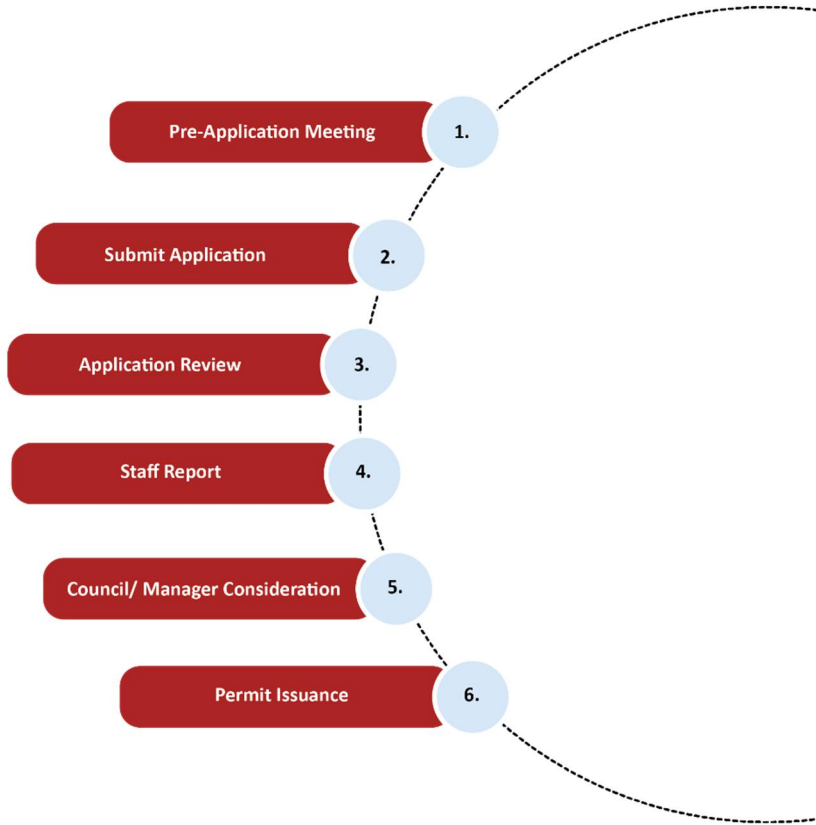 Pre-Application Meeting 1.
Submit Application 2.
Application Review 3.
Staff Report 4.
Council/ Manager Consideration 5.
Permit Issuance 6.